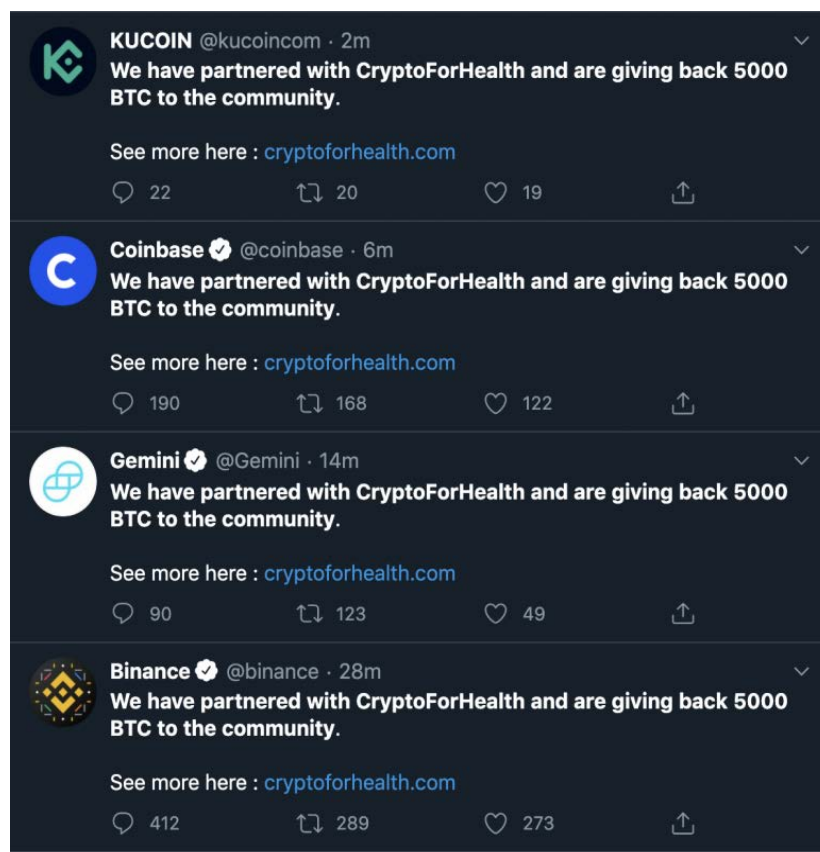 KUCOIN @kucoincom · 2m
We have partnered with CryptoForHealth and are giving back 5000
BTC to the community.
See more here : cryptoforhealth.com
22 20 19
Coinbase @coinbase · 6m
We have partnered with CryptoForHealth and are giving back 5000
BTC to the community.
See more here : cryptoforhealth.com
190 168 122
Gemini @Gemini · 14m
We have partnered with CryptoForHealth and are giving back 5000
BTC to the community.
See more here : cryptoforhealth.com
90 123 49
Binance @binance · 28m
We have partnered with CryptoForHealth and are giving back 5000
BTC to the community.
See more here : cryptoforhealth.com
412 289 273